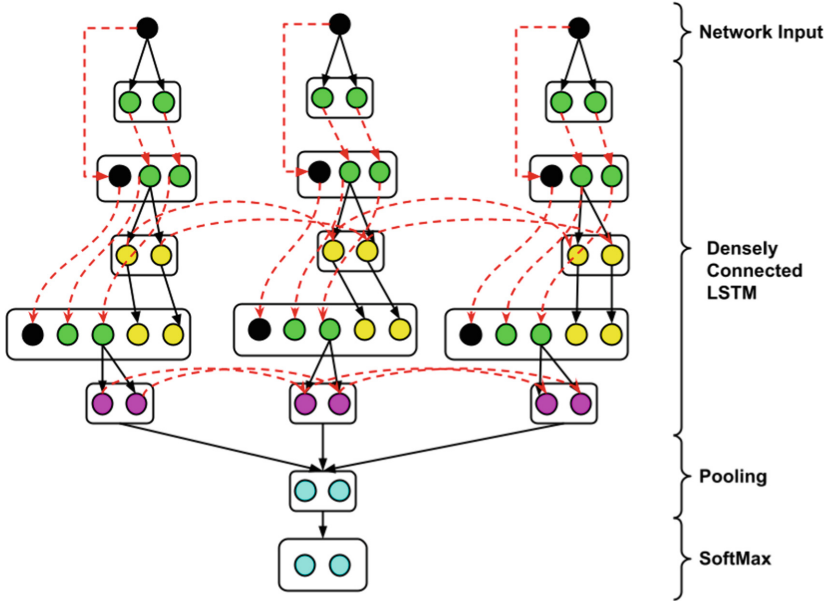 Network Input
Densely
Connected
LSTM
Pooling
SoftMax